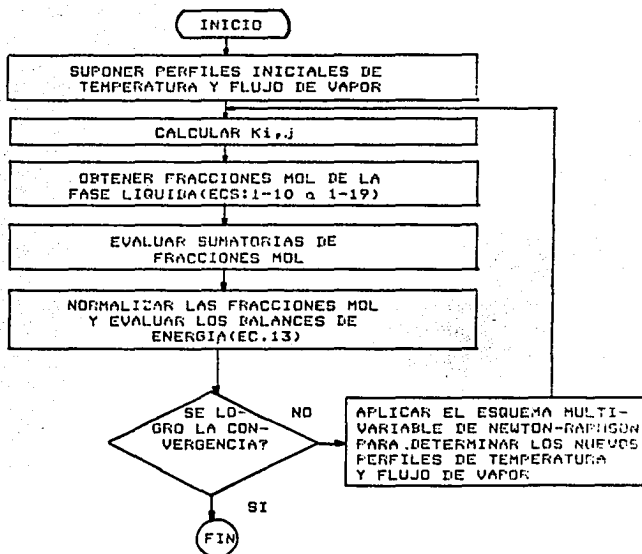 INICIO
SUPONER PERFILES INICIALES DE
TEMPERATURA Y FLUJO DE VAPOR
CALCULAR Ki,j
OBTENER FRACCIONES MOL DE LA
FASE LIQUIDA(ECS:1-10 a 1-19)
EVALUAR SUMATORIAS DE
FRACCIONES MOL
NORMALIZAR LAS FRACCIONES MOL
Y EVALUAR LOS BALANCES DE
ENERGIA(EC.13)
SE LO-
GRO LA CON-
VERGENCIA?
NO
APLICAR EL ESQUEMA MULTI-
VARIABLE DE NEWTON-RAPHSON
PARA.DETERMINAR LOS NUEVOS
PERFILES DE TEMPERATURA
Y FLUJO DE VAPOR
SI
FIN